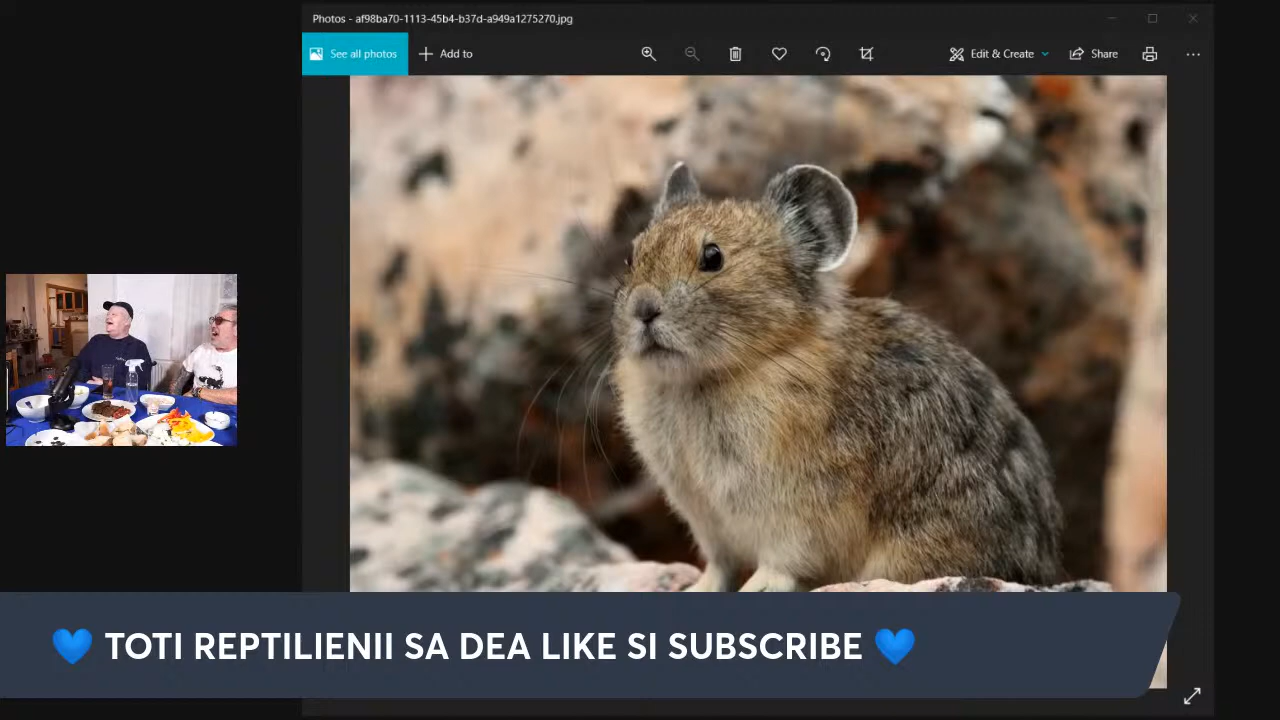 Photos - af98ba70-1113-45b4-b37d-a949a1275270.jpg
See all photos
Add to
Edit & Create
Share
💙 TOTI REPTILIENII SA DEA LIKE SI SUBSCRIBE 💙